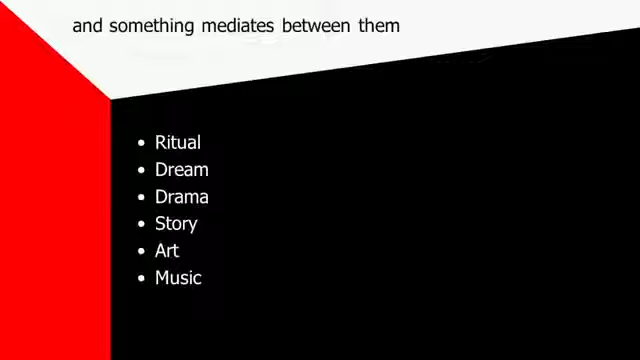 and something mediates between them
• Ritual
• Dream
• Drama
• Story
• Art
• Music